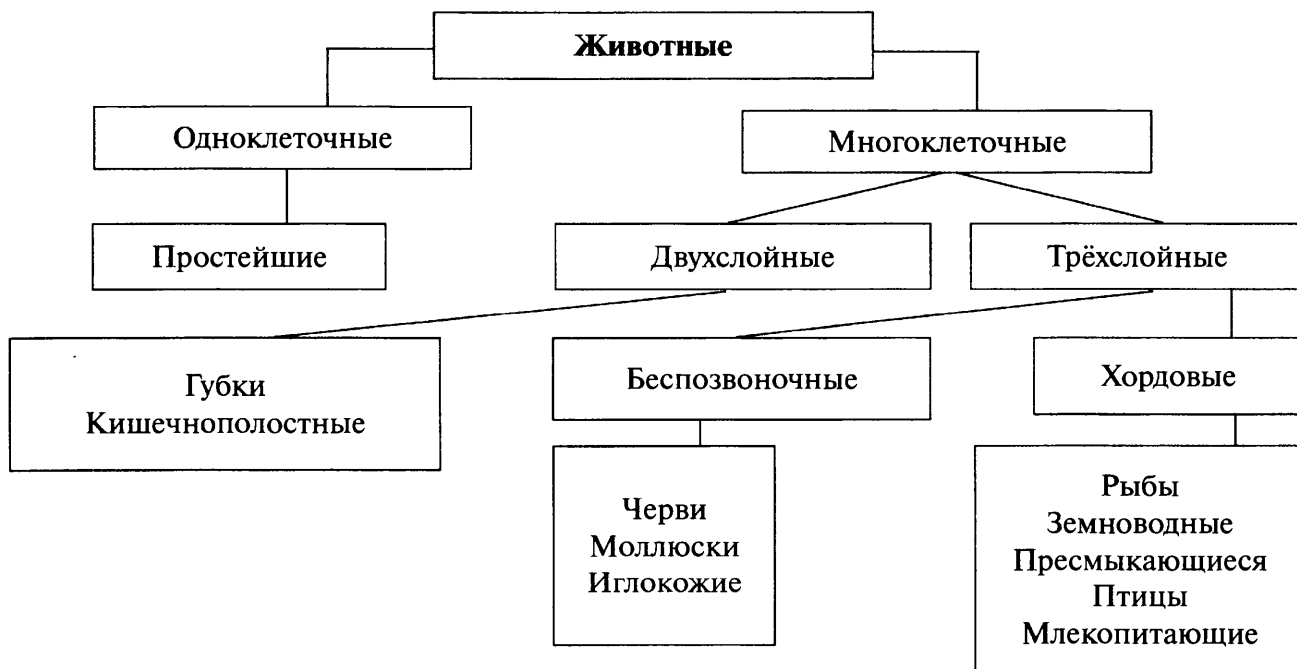 Животные
Одноклеточные
Многоклеточные
Простейшие
Двухслойные
Трёхслойные
Губки
Кишечнополостные
Беспозвоночные
Хордовые
Черви
Моллюски
Иглокожие
Рыбы
Земноводные
Пресмыкающиеся
Птицы
Млекопитающие